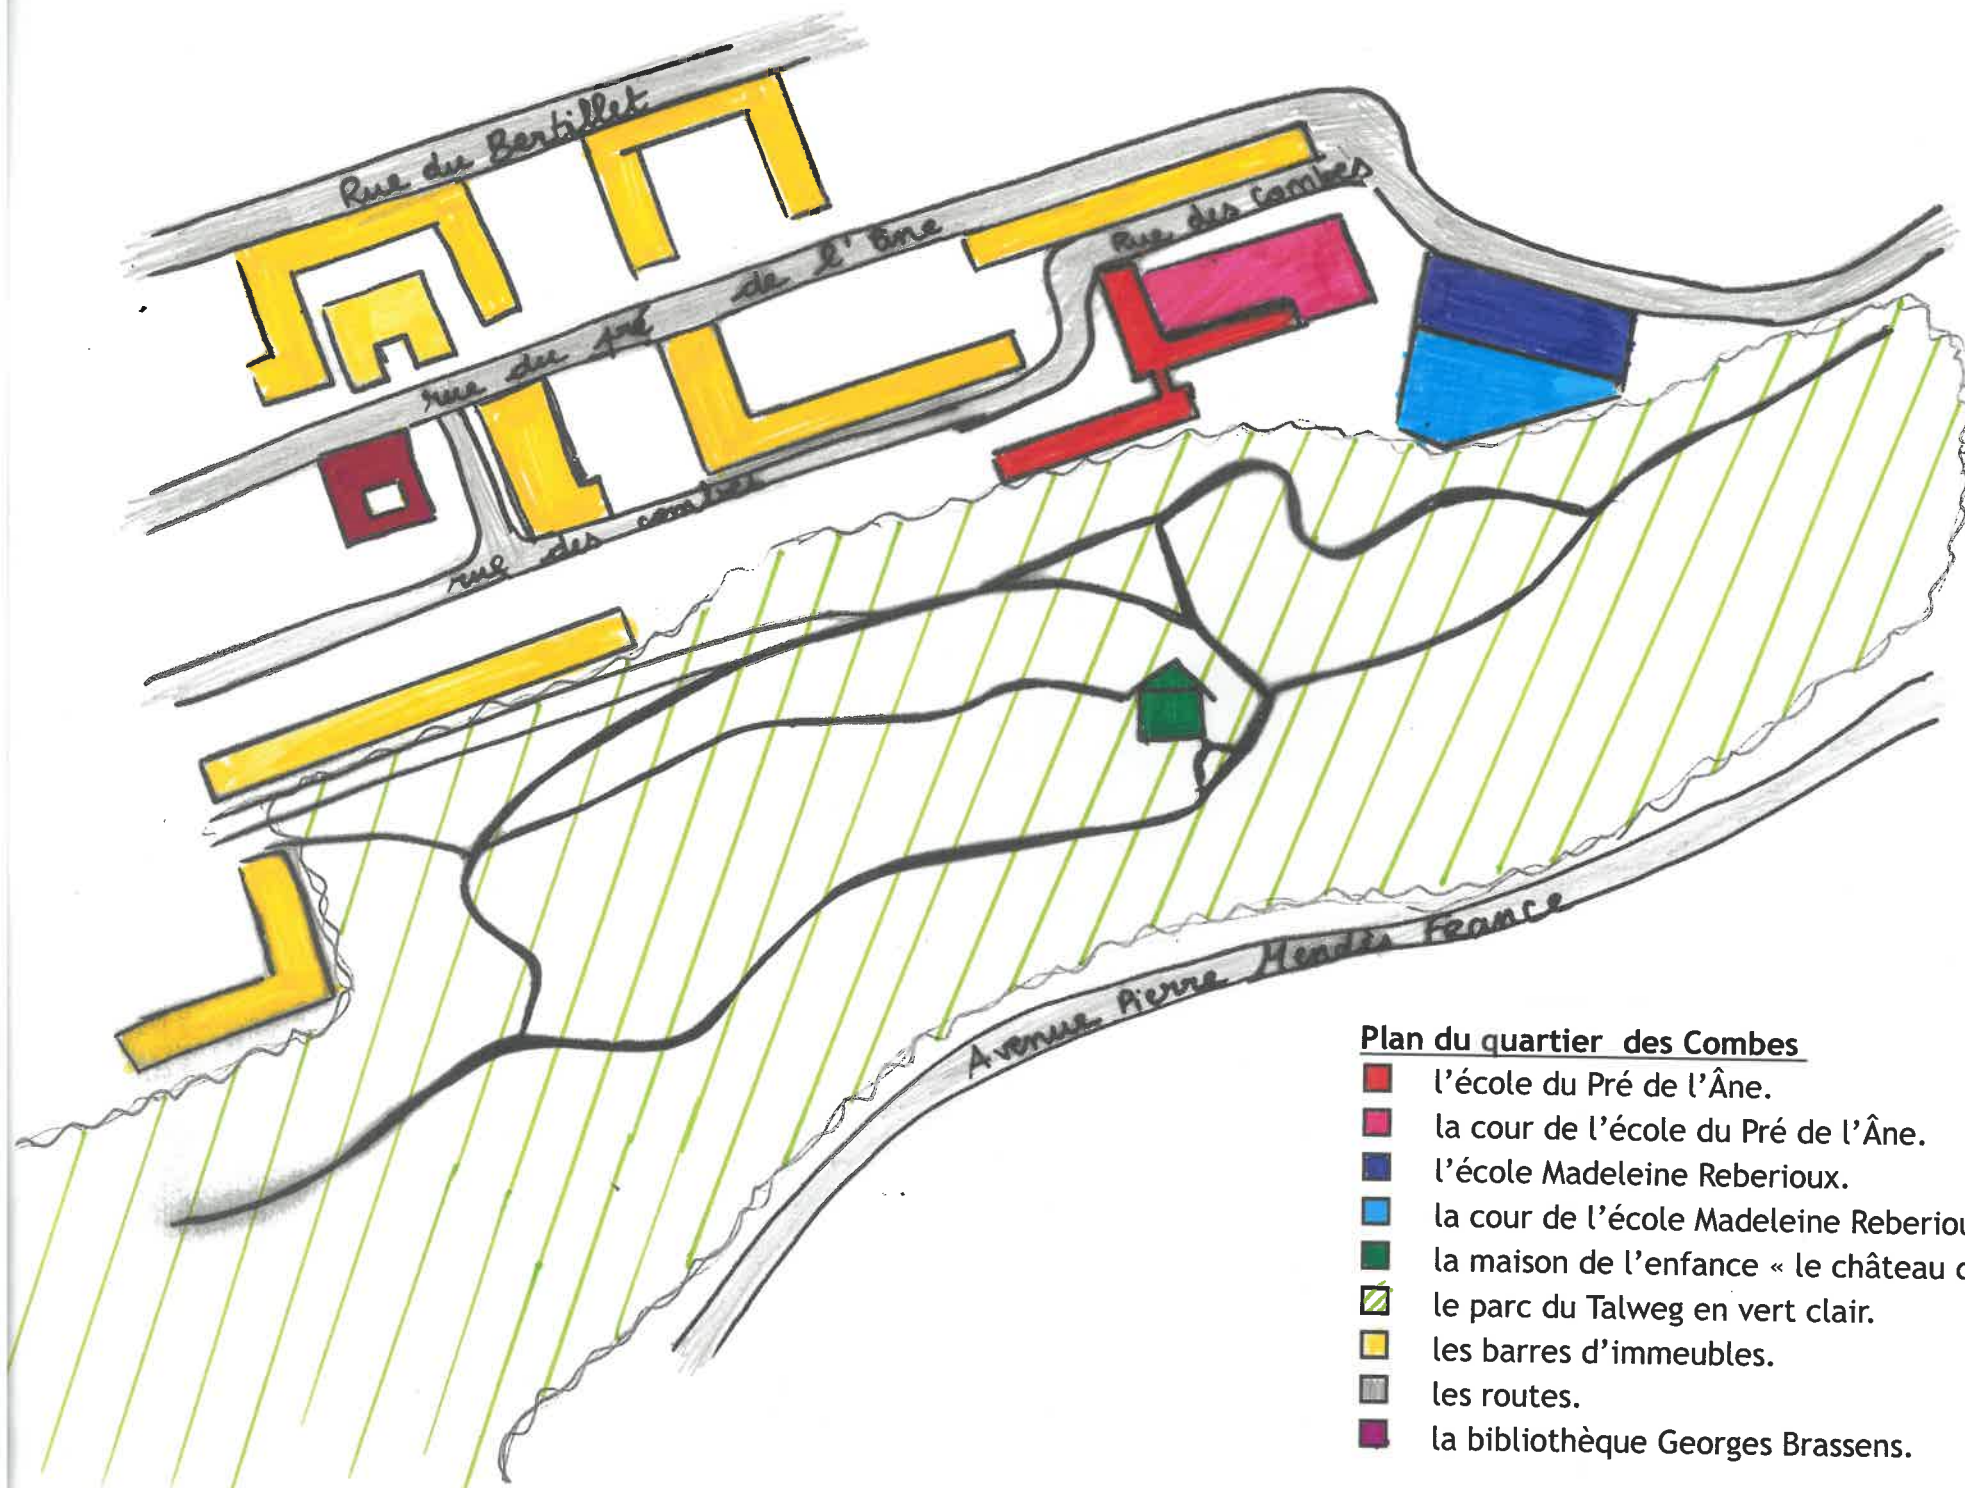 Rue du Bertillet
rue du pré de l'âne
Rue des Combes
rue des combes
Avenue Pierre Mendès France
Plan du quartier des Combes
l'école du Pré de l'Âne.
la cour de l'école du Pré de l'Âne.
l'école Madeleine Reberioux.
la cour de l'école Madeleine Reberiou
la maison de l'enfance « le château d
le parc du Talweg en vert clair.
les barres d'immeubles.
les routes.
la bibliothèque Georges Brassens.